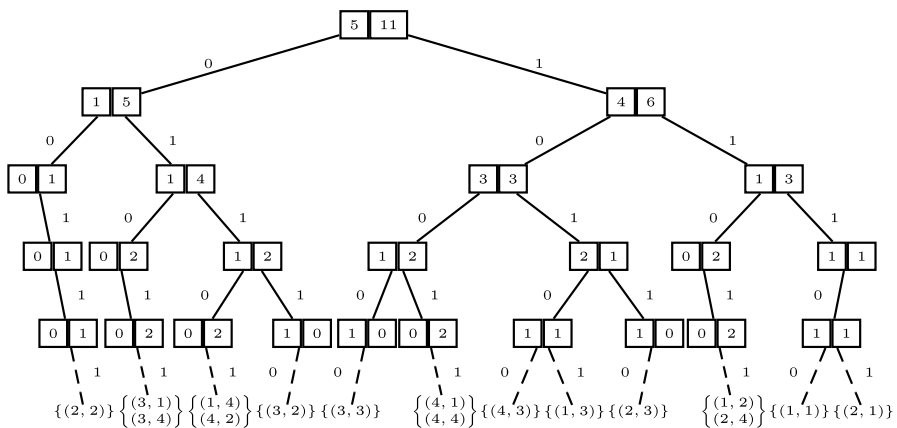 5 11
0 1
1 5 4 6
0 1 0 1
0 1 1 4 3 3 1 3
1 0 1 0 1 0 1
0 1 0 2 1 2 1 2 2 1 0 2 1 1
1 1 0 1 0 1 0 1 1 0
0 1 0 2 0 2 1 0 1 0 0 2 1 1 1 0 0 2 1 1
1 1 1 0 0 1 0 1 0 1 0 1
{(2, 2)} {(3, 1) (3, 4)} {(1, 4) (4, 2)} {(3, 2)} {(3, 3)} {(4, 1) (4, 4)} {(4, 3)} {(1, 3)} {(2, 3)} {(1, 2) (2, 4)} {(1, 1)} {(2, 1)}